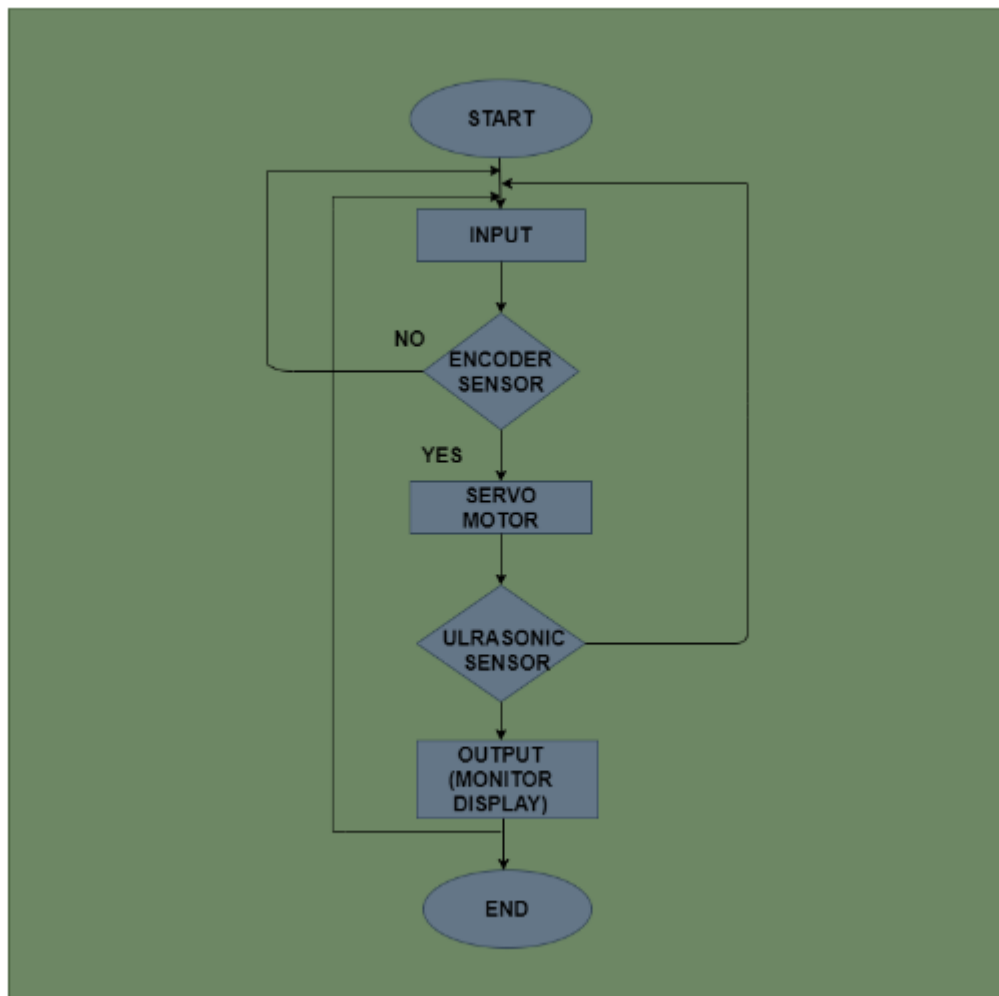 START
INPUT
NO
ENCODER
SENSOR
YES
SERVO
MOTOR
ULRASONIC
SENSOR
OUTPUT
(MONITOR
DISPLAY)
END